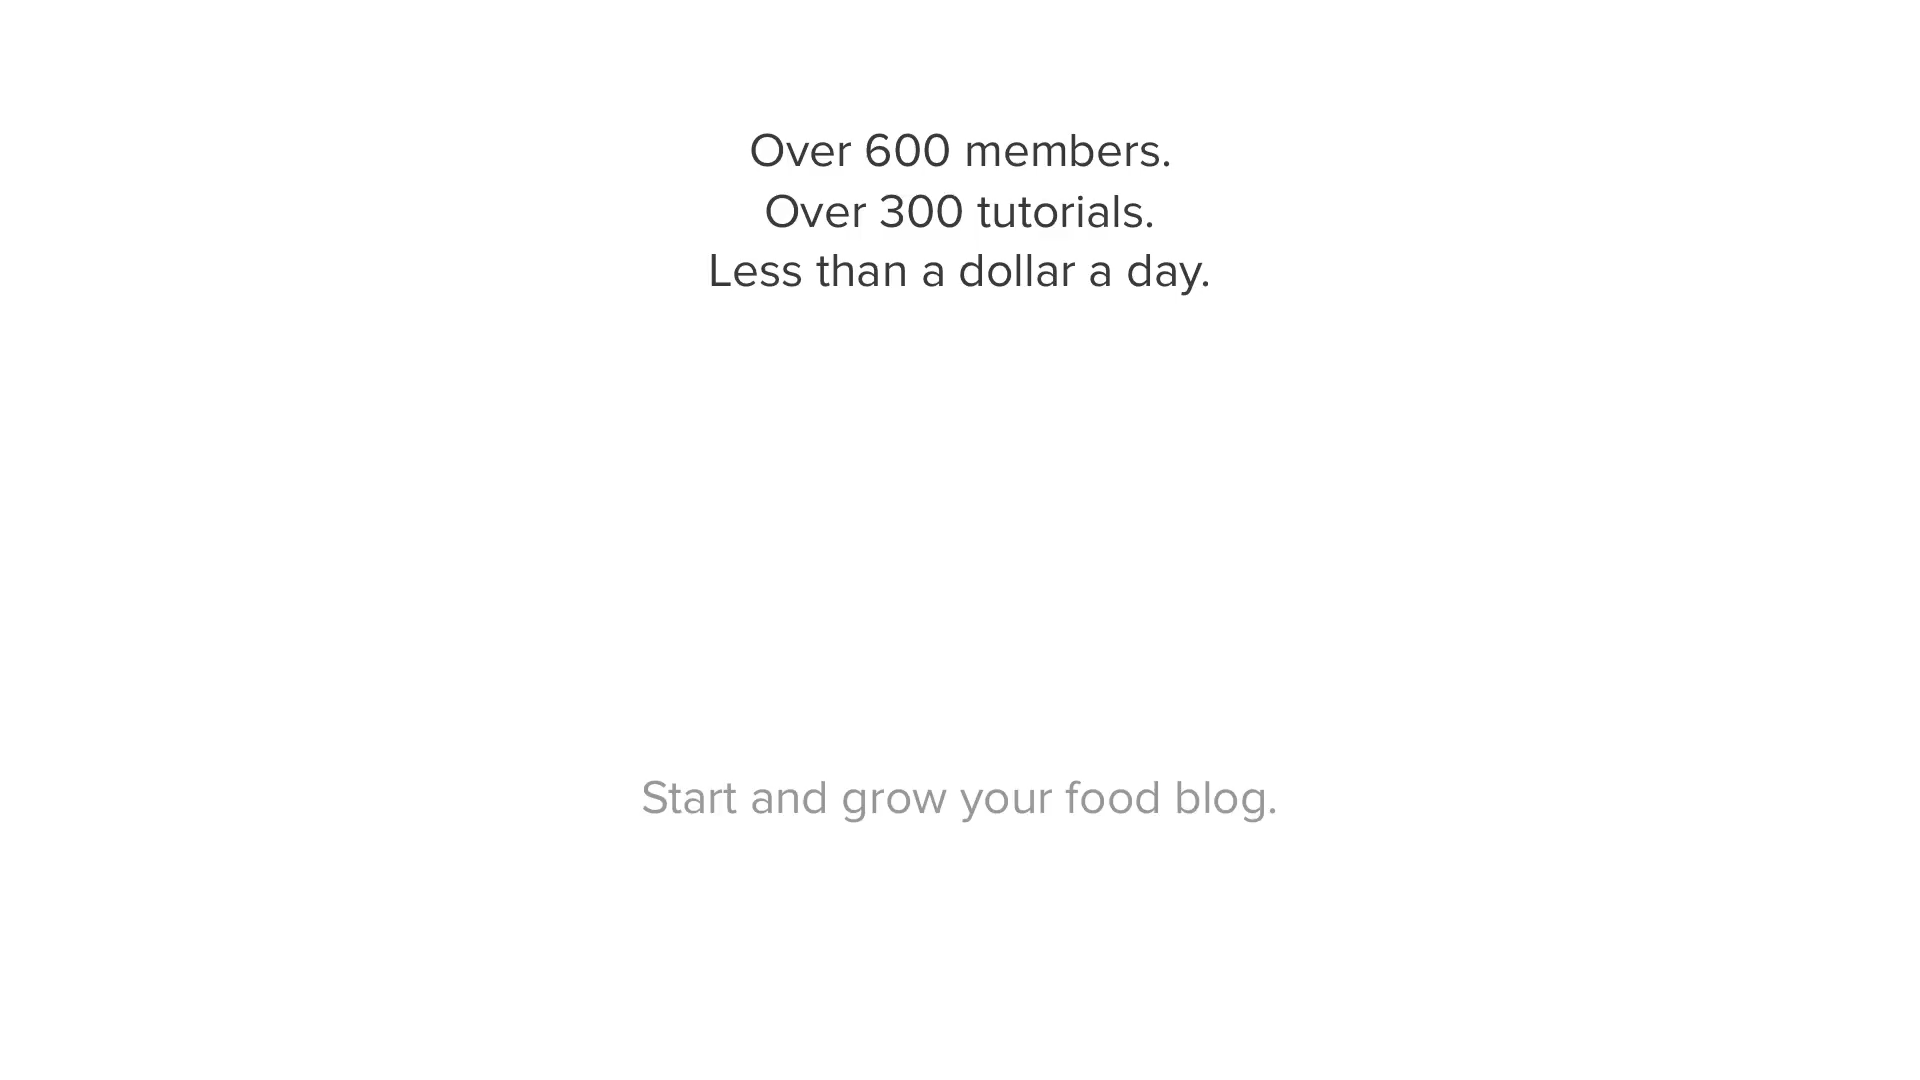 Over 600 members.
Over 300 tutorials.
Less than a dollar a day.
Start and grow your food blog.